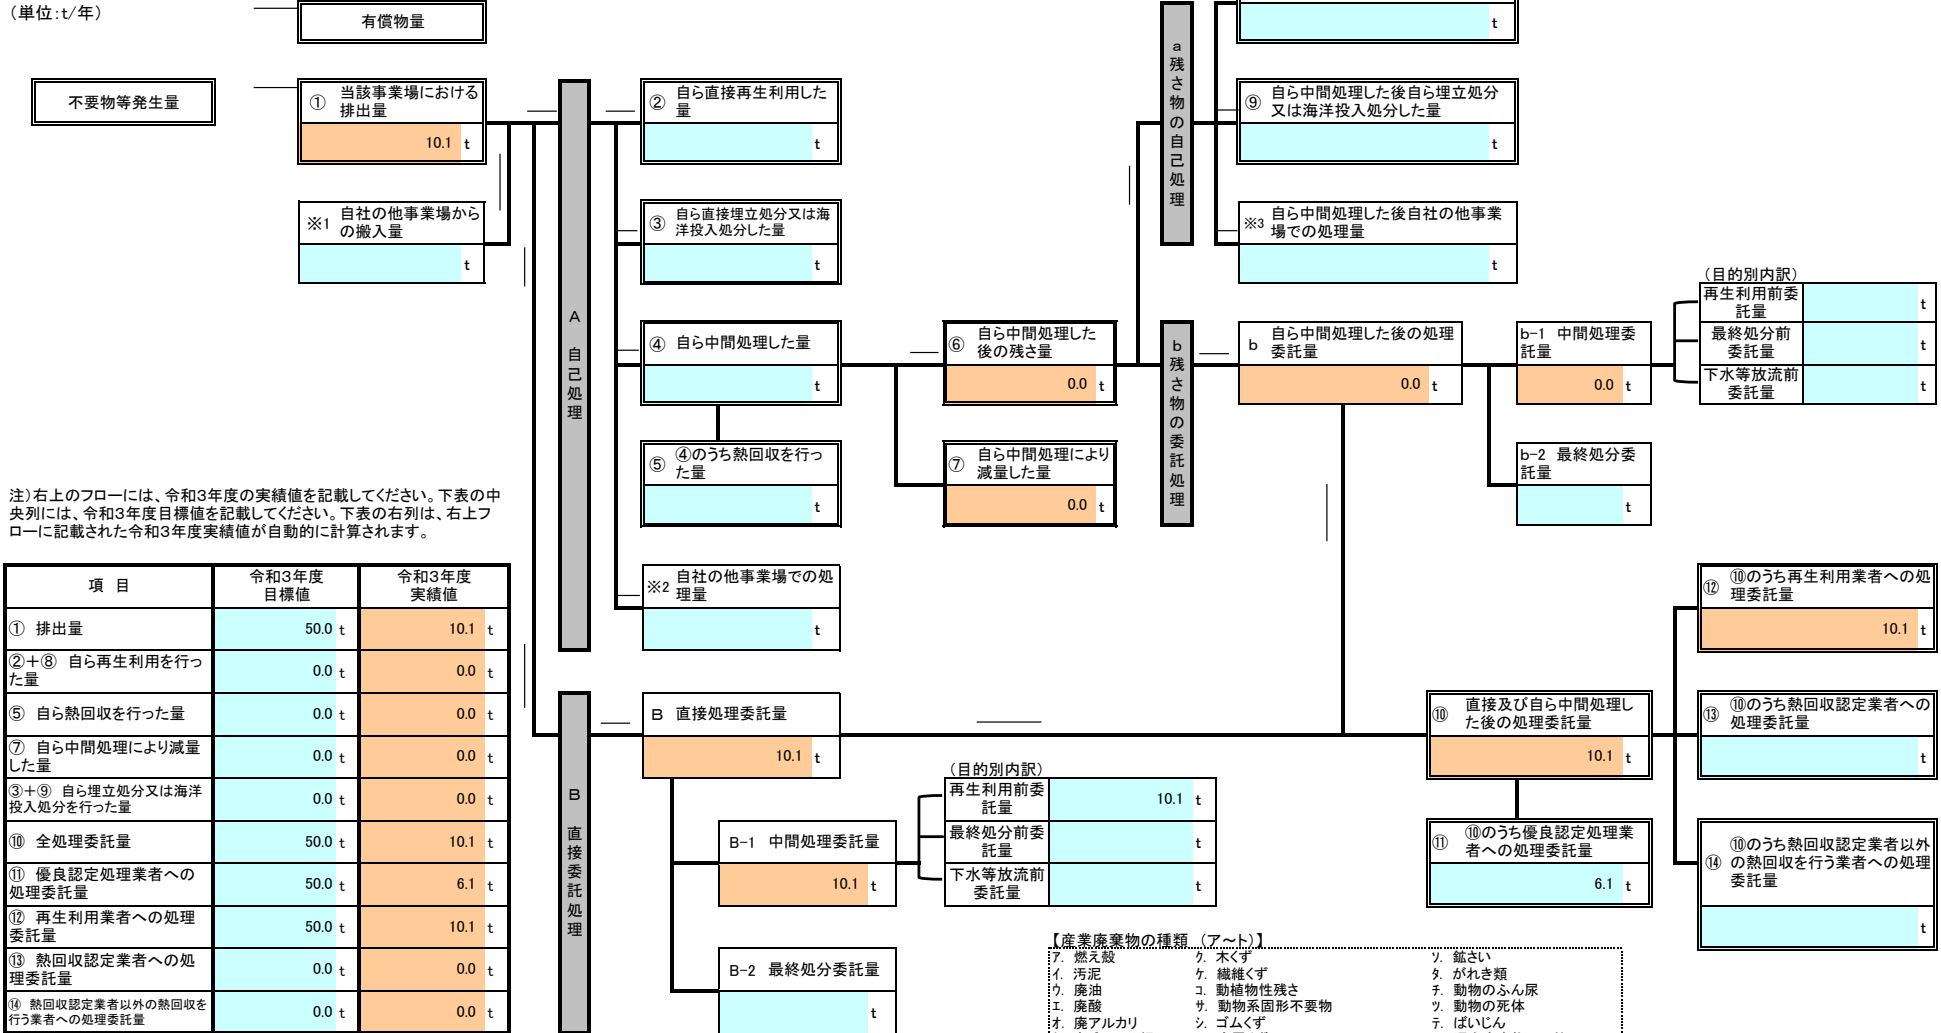 （単位:t/年）
有償物量
t
不要物等発生量
① 当該事業場における
排出量
10.1 t
※1 自社の他事業場から
の搬入量
t
A 自己処理
② 自ら直接再生利用した
量
t
③ 自ら直接埋立処分又は海
洋投入処分した量
t
④ 自ら中間処理した量
t
⑤ ④のうち熱回収を行っ
た量
t
※2 自社の他事業場での処
理量
t
⑥ 自ら中間処理した
後の残さ量
0.0 t
⑦ 自ら中間処理により
減量した量
0.0 t
a 残さ物の自己処理
⑨ 自ら中間処理した後自ら埋立処分
又は海洋投入処分した量
t
※3 自ら中間処理した後自社の他事業
場での処理量
t
b 残さ物の委託処理
b 自ら中間処理した後の処理
委託量
0.0 t
b-1 中間処理委
託量
0.0 t
b-2 最終処分委
託量
t
（目的別内訳）
再生利用前委
託量
t
最終処分前
委託量
t
下水等放流前
委託量
t
注）右上のフローには、令和3年度の実績値を記載してください。下表の中
央列には、令和3年度目標値を記載してください。下表の右列は、右上フ
ローに記載された令和3年度実績値が自動的に計算されます。
項 目
令和3年度
目標値
令和3年度
実績値
① 排出量 50.0 t 10.1 t
②＋⑧ 自ら再生利用を行っ
た量 0.0 t 0.0 t
⑤ 自ら熱回収を行った量 0.0 t 0.0 t
⑦ 自ら中間処理により減量
した量 0.0 t 0.0 t
③＋⑨ 自ら埋立処分又は海洋
投入処分を行った量 0.0 t 0.0 t
⑩ 全処理委託量 50.0 t 10.1 t
⑪ 優良認定処理業者への
処理委託量 50.0 t 6.1 t
⑫ 再生利用業者への処理
委託量 50.0 t 10.1 t
⑬ 熱回収認定業者への処
理委託量 0.0 t 0.0 t
⑭ 熱回収認定業者以外の熱回収を
行う業者への処理委託量 0.0 t 0.0 t
B 直接委託処理
B 直接処理委託量
10.1 t
B-1 中間処理委託量
10.1 t
B-2 最終処分委託量
t
（目的別内訳）
再生利用前委
託量
10.1 t
最終処分前委
託量
t
下水等放流前
委託量
t
⑩ 直接及び自ら中間処理し
た後の処理委託量
10.1 t
⑪ ⑩のうち優良認定処理業
者への処理委託量
6.1 t
⑫ ⑩のうち再生利用業者への処
理委託量
10.1 t
⑬ ⑩のうち熱回収認定業者への
処理委託量
t
⑭ ⑩のうち熱回収認定業者以外
の熱回収を行う業者への処理
委託量
t
【産業廃棄物の種類 （ア～ト）】
ア. 燃え殻 ク. 木くず ソ. 鉱さい
イ. 汚泥 ケ. 繊維くず タ. がれき類
ウ. 廃油 コ. 動植物性残さ チ. 動物のふん尿
エ. 廃酸 サ. 動物系固形不要物 ツ. 動物の死体
オ. 廃アルカリ シ. ゴムくず テ. ばいじん